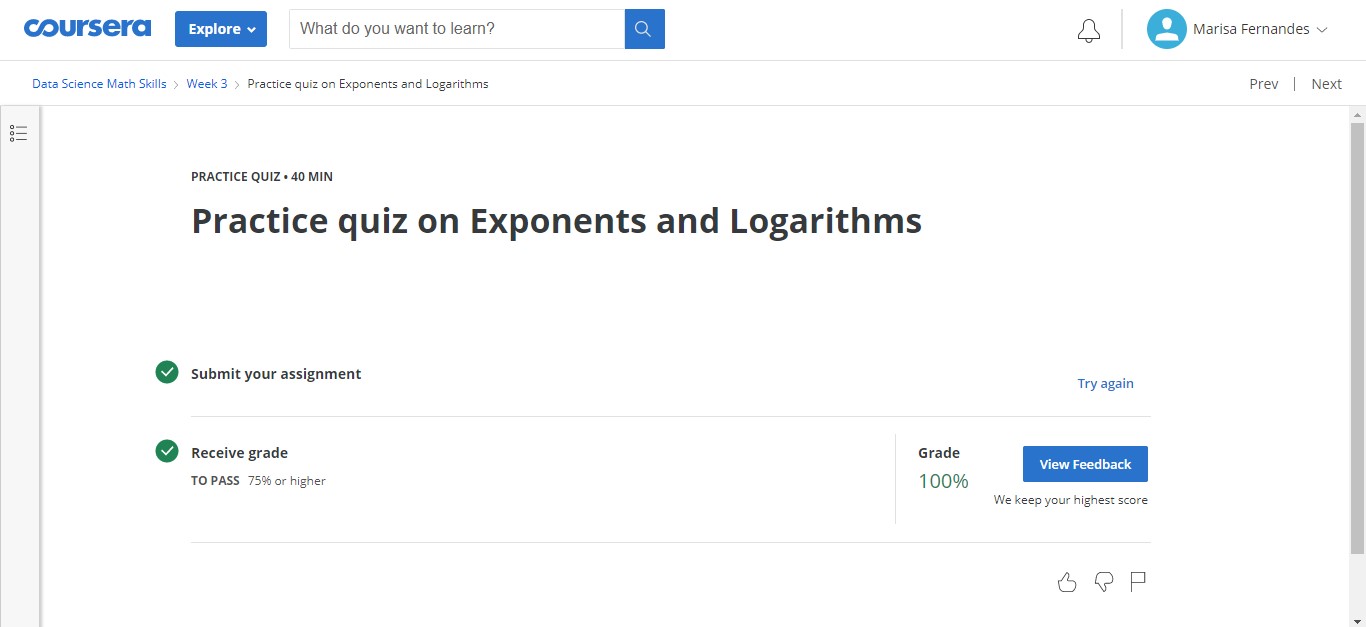 coursera Explore What do you want to learn? Marisa Fernandes
Data Science Math Skills > Week 3 > Practice quiz on Exponents and Logarithms Prev | Next
PRACTICE QUIZ • 40 MIN
Practice quiz on Exponents and Logarithms
Submit your assignment
Try again
Receive grade
TO PASS 75% or higher
Grade
100%
View Feedback
We keep your highest score